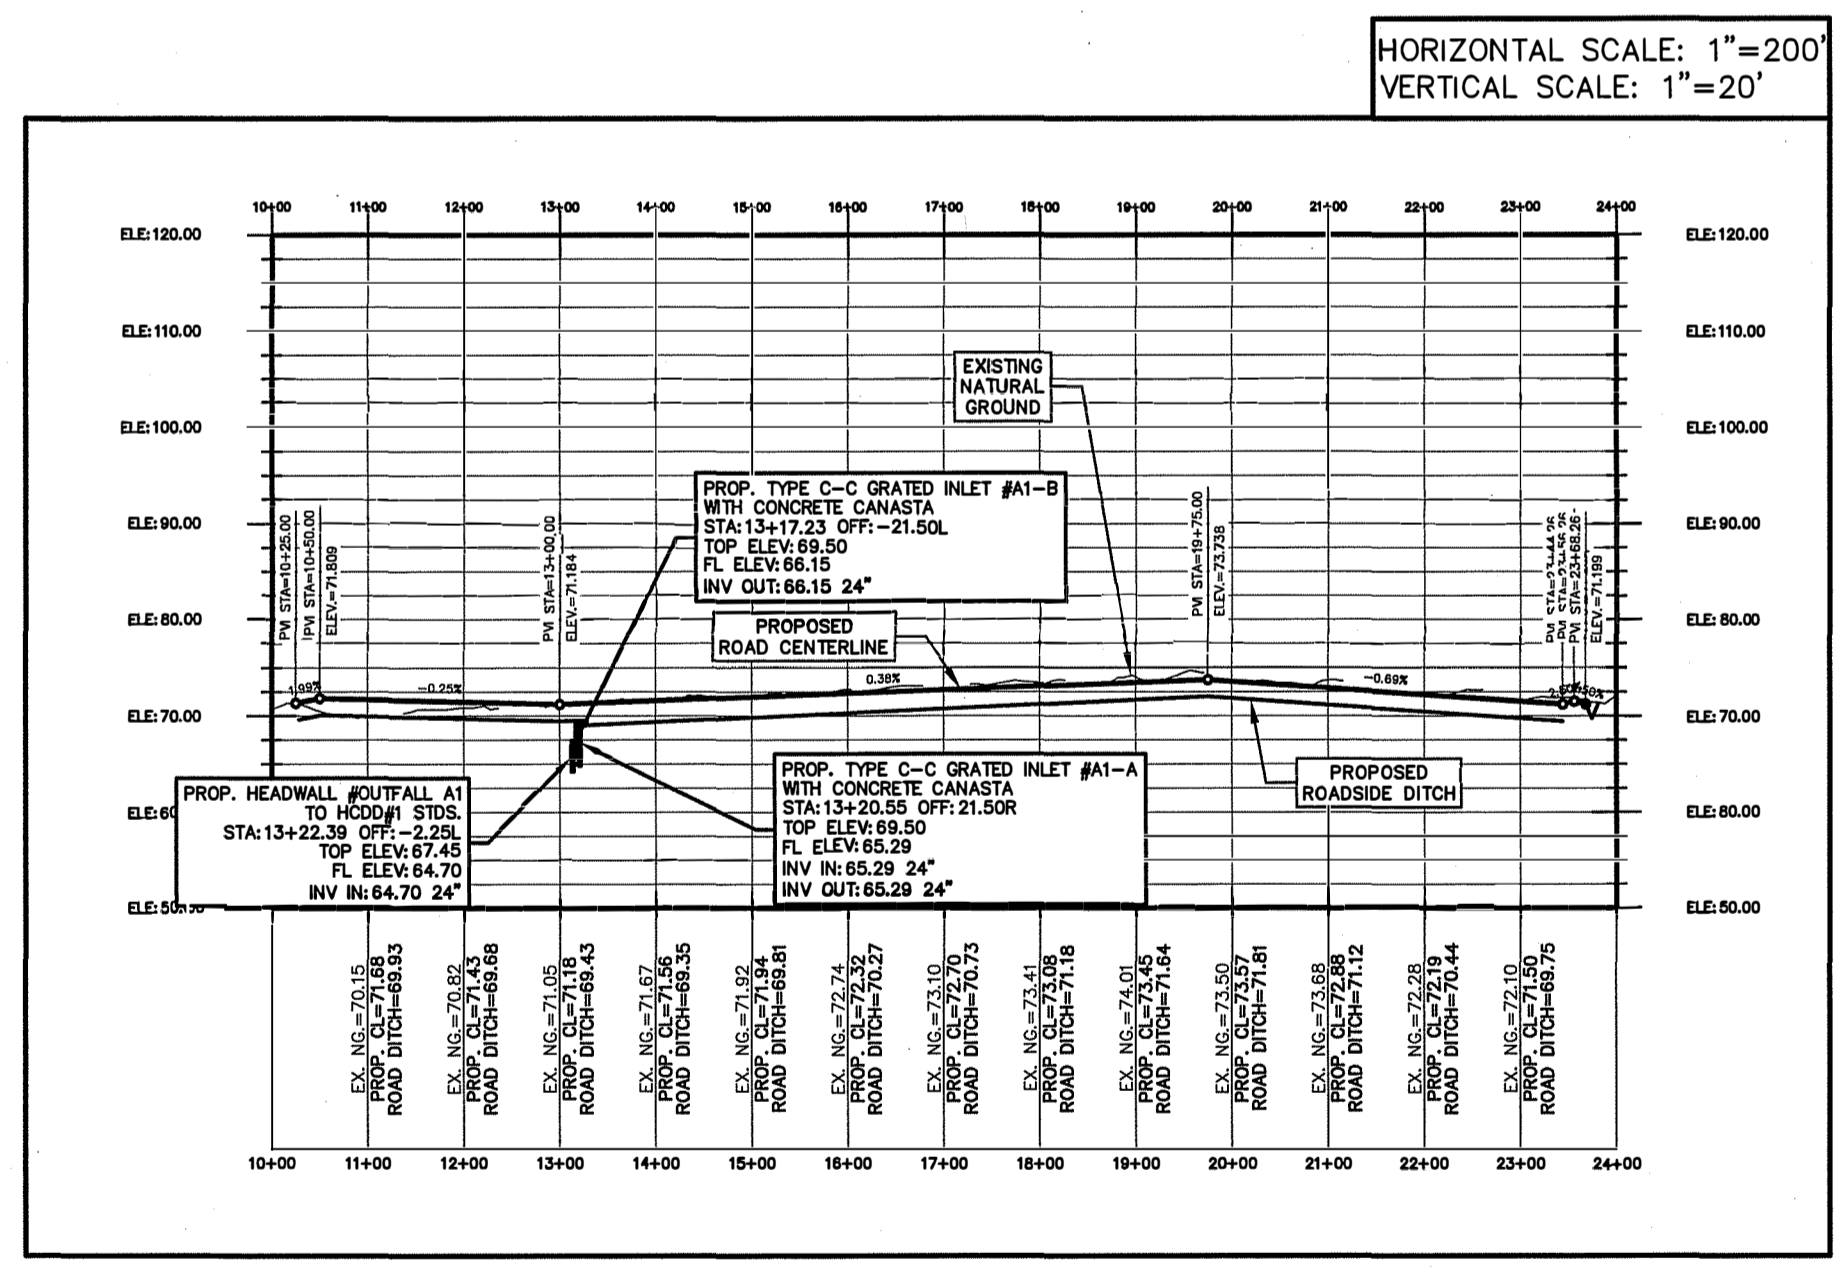 HORIZONTAL SCALE: 1"=200'
VERTICAL SCALE: 1"=20'
10+00 11+00 12+00 13+00 14+00 15+00 16+00 17+00 18+00 19+00 20+00 21+00 22+00 23+00 24+00
ELE: 120.00 ELE: 120.00
ELE: 110.00 ELE: 110.00
ELE: 100.00 ELE: 100.00
ELE: 90.00 ELE: 90.00
ELE: 80.00 ELE: 80.00
ELE: 70.00 ELE: 70.00
ELE: 60.00
ELE: 50.00
EXISTING
NATURAL
GROUND
PROP. TYPE C-C GRATED INLET #A1-B
WITH CONCRETE CANASTA
STA: 13+17.23 OFF: -21.50L
TOP ELEV: 69.50
FL ELEV: 66.15
INV OUT: 66.15 24"
PROPOSED
ROAD CENTERLINE
PVI STA=10+25.00
PVI STA=10+50.00
ELEV.=71.809
PVI STA=13+00.00
ELEV.=71.184
PVI STA=19+75.00
ELEV.=73.738
PVI STA=23+68.26
ELEV.=71.199
1.99%
-0.25%
0.38%
-0.69%
PROP. HEADWALL #OUTFALL A1
TO HCDD#1 STDS.
STA: 13+22.39 OFF: -2.25L
TOP ELEV: 67.45
FL ELEV: 64.70
INV IN: 64.70 24"
PROP. TYPE C-C GRATED INLET #A1-A
WITH CONCRETE CANASTA
STA: 13+20.55 OFF: 21.50R
TOP ELEV: 69.50
FL ELEV: 65.29
INV IN: 65.29 24"
INV OUT: 65.29 24"
PROPOSED
ROADSIDE DITCH
EX. NG.=70.15
PROP. CL=71.68
ROAD DITCH=69.93
EX. NG.=70.82
PROP. CL=71.43
ROAD DITCH=69.68
EX. NG.=71.05
PROP. CL=71.18
ROAD DITCH=69.43
EX. NG.=71.67
PROP. CL=71.56
ROAD DITCH=69.35
EX. NG.=71.92
PROP. CL=71.94
ROAD DITCH=69.81
EX. NG.=72.74
PROP. CL=72.32
ROAD DITCH=70.27
EX. NG.=73.10
PROP. CL=72.70
ROAD DITCH=70.73
EX. NG.=73.41
PROP. CL=73.08
ROAD DITCH=71.18
EX. NG.=74.01
PROP. CL=73.45
ROAD DITCH=71.64
EX. NG.=73.50
PROP. CL=73.57
ROAD DITCH=71.81
EX. NG.=73.68
PROP. CL=72.88
ROAD DITCH=71.12
EX. NG.=72.28
PROP. CL=72.19
ROAD DITCH=70.44
EX. NG.=72.10
PROP. CL=71.50
ROAD DITCH=69.75
10+00 11+00 12+00 13+00 14+00 15+00 16+00 17+00 18+00 19+00 20+00 21+00 22+00 23+00 24+00